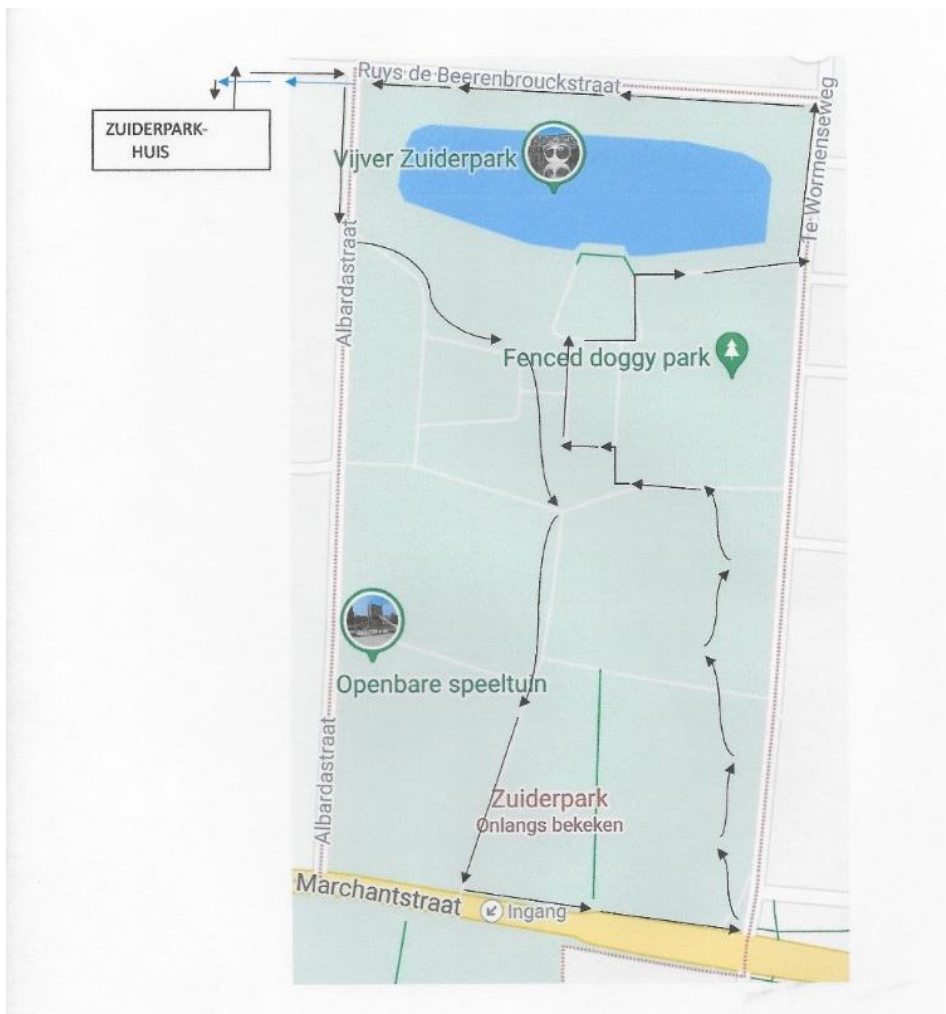 Ruys de Beerenbrouckstraat
ZUIDERPARK-
HUIS
Vijver Zuiderpark
Te Wormenseweg
Albardastraat
Fenced doggy park
Openbare speeltuin
Albardastraat
Zuiderpark
Onlangs bekeken
Marchantstraat
Ingang